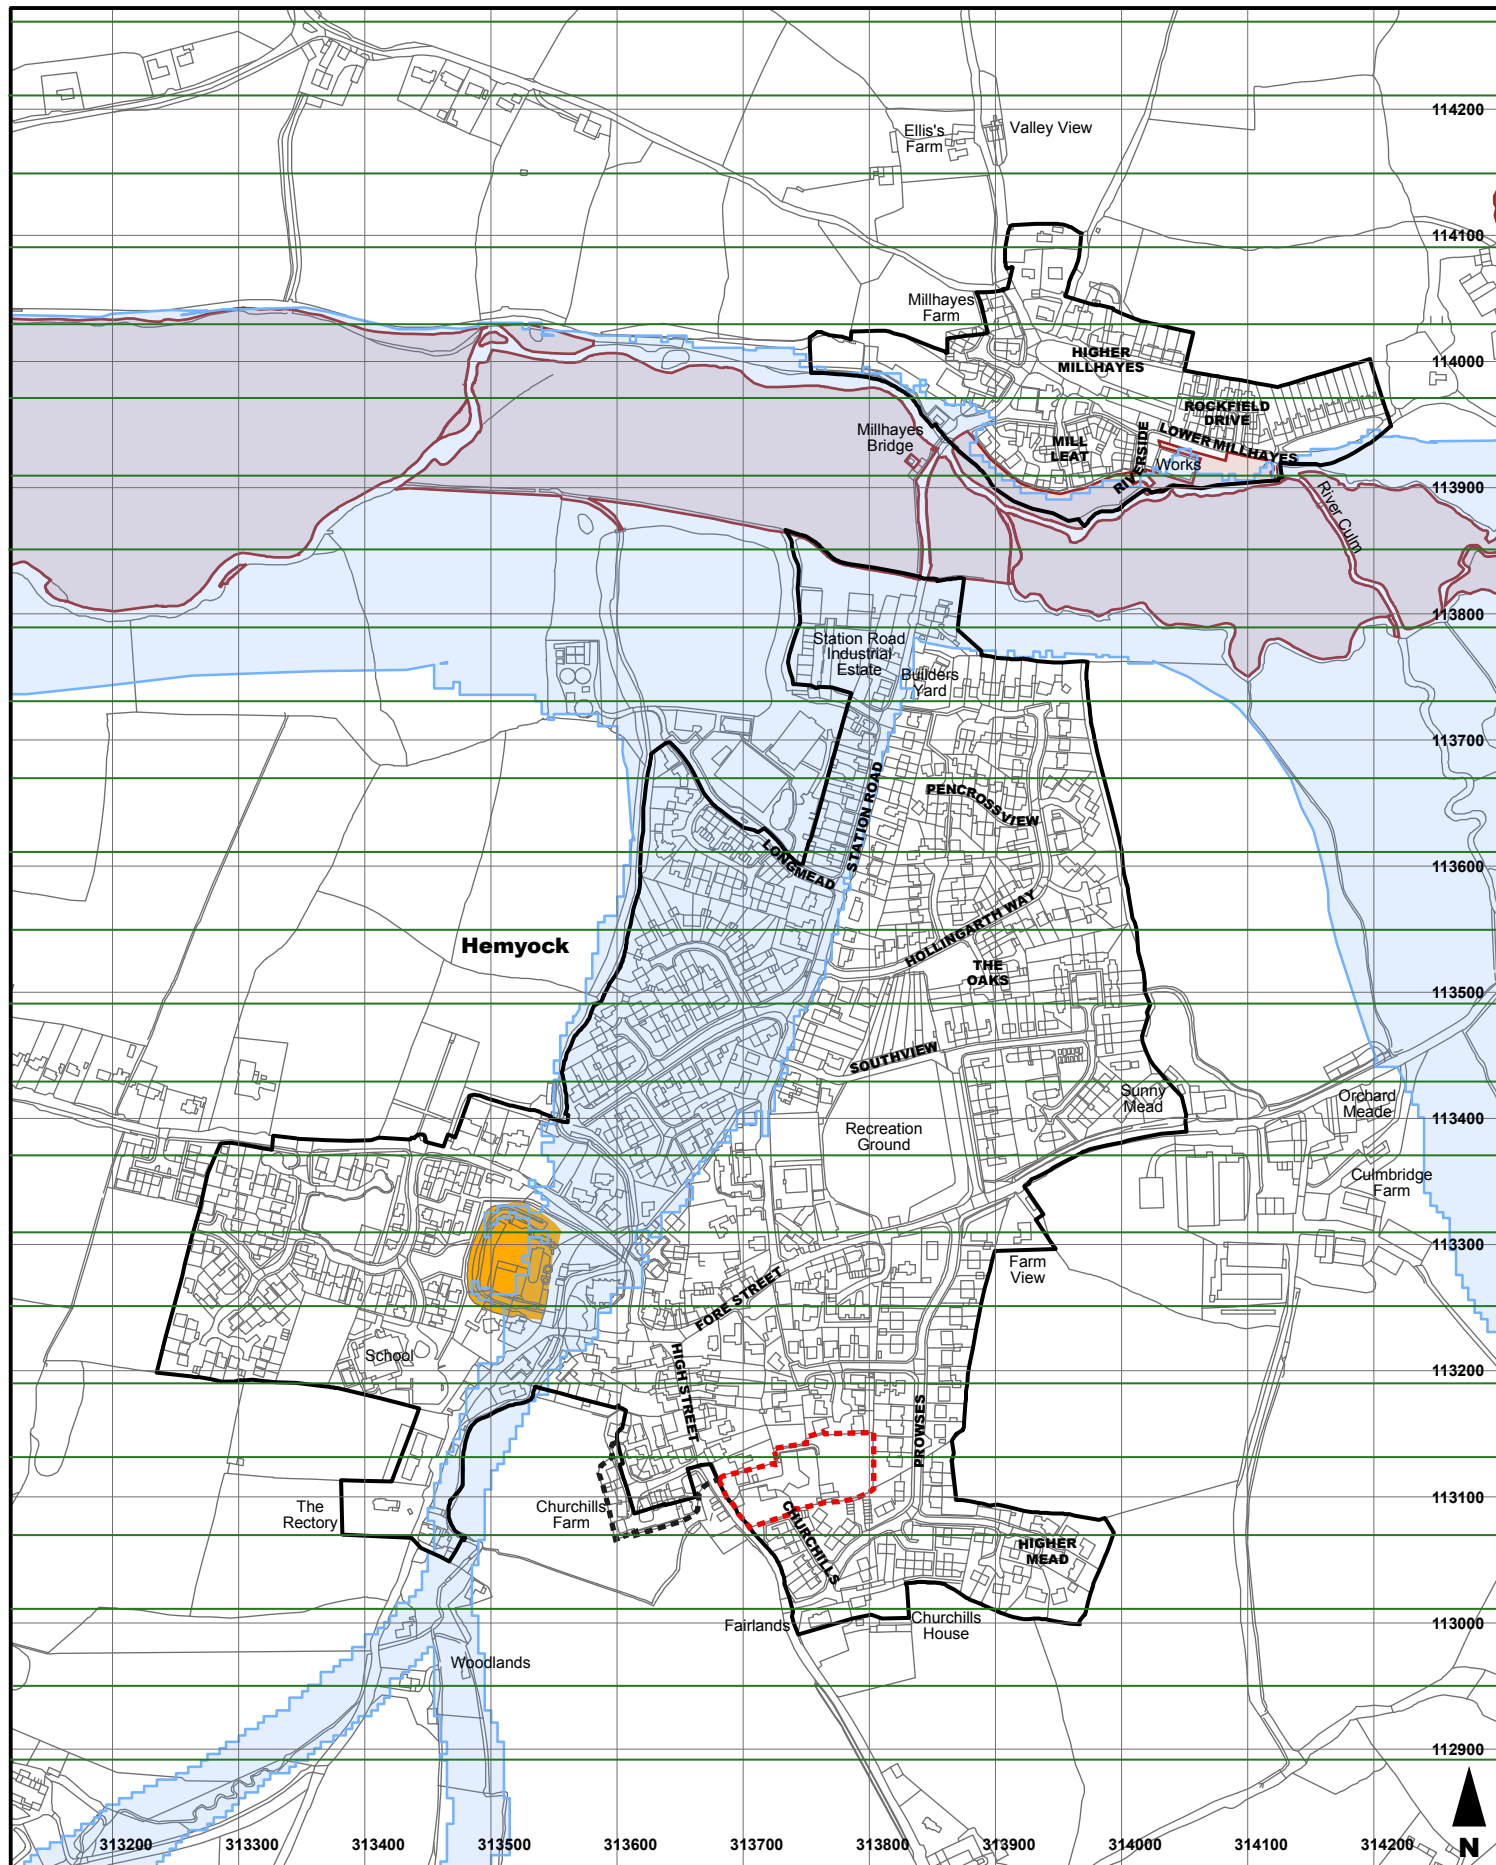 114200
Ellis's
Farm
Valley View
114100
Millhayes
Farm
HIGHER
MILLHAYES
114000
ROCKFIELD
DRIVE
Millhayes
Bridge
MILL
LEAT
RIVERSIDE
LOWER MILLHAYES
Works
113900
River Culm
113800
Station Road
Industrial
Estate
Builders
Yard
113700
PENCROSS VIEW
STATION ROAD
LONGMEAD
113600
HOLLINGARTH WAY
Hemyock
THE
OAKS
113500
SOUTHVIEW
Sunny
Mead
Orchard
Meade
113400
Recreation
Ground
Culmbridge
Farm
113300
Farm
View
FORE STREET
School
HIGH STREET
113200
PROWSES
The
Rectory
Churchills
Farm
113100
CHURCHILLS
HIGHER
MEAD
Fairlands
Churchills
House
113000
Woodlands
112900
313200 313300 313400 313500 313600 313700 313800 313900 314000 314100 314200
N